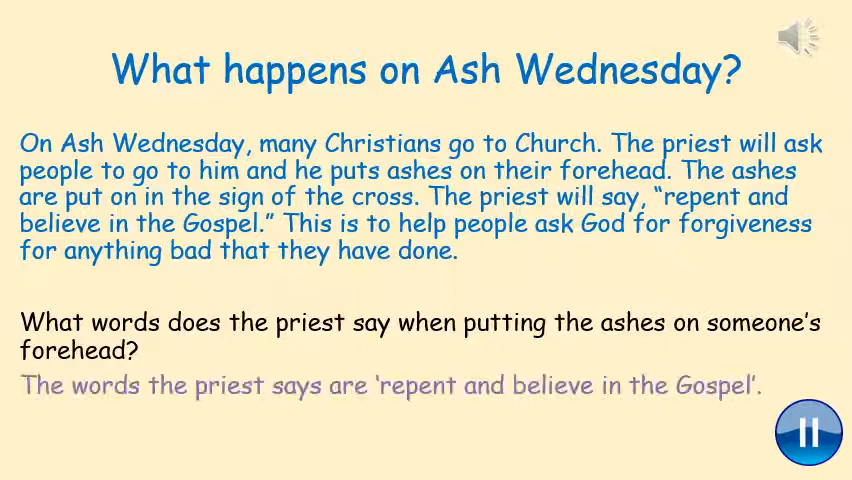 What happens on Ash Wednesday?
On Ash Wednesday, many Christians go to Church. The priest will ask
people to go to him and he puts ashes on their forehead. The ashes
are put on in the sign of the cross. The priest will say, “repent and
believe in the Gospel.” This is to help people ask God for forgiveness
for anything bad that they have done.
What words does the priest say when putting the ashes on someone’s
forehead?
The words the priest says are ‘repent and believe in the Gospel’.